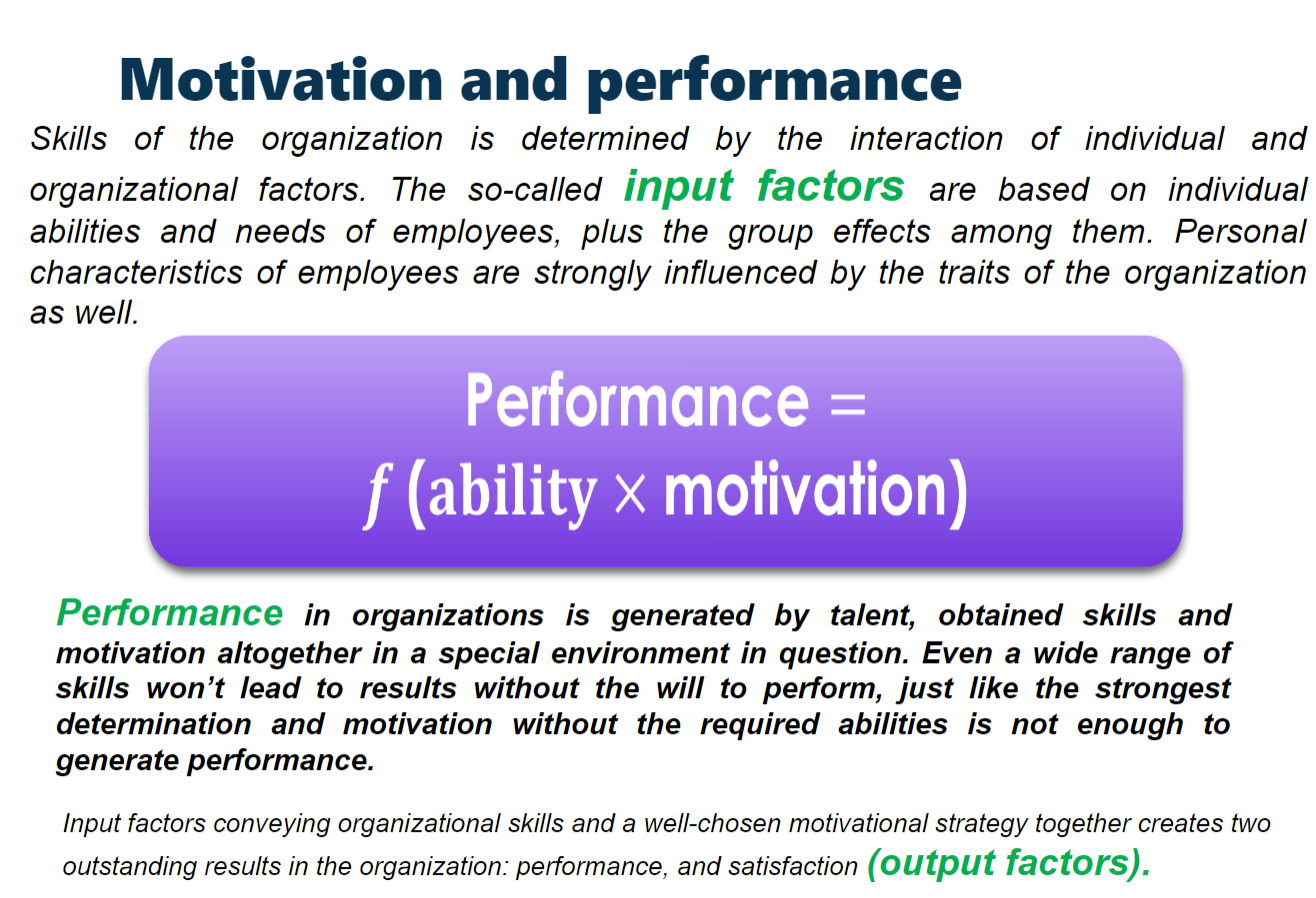 Motivation and performance
Skills of the organization is determined by the interaction of individual and
organizational factors. The so-called input factors are based on individual
abilities and needs of employees, plus the group effects among them. Personal
characteristics of employees are strongly influenced by the traits of the organization
as well.
Performance =
f (ability × motivation)
Performance in organizations is generated by talent, obtained skills and
motivation altogether in a special environment in question. Even a wide range of
skills won’t lead to results without the will to perform, just like the strongest
determination and motivation without the required abilities is not enough to
generate performance.
Input factors conveying organizational skills and a well-chosen motivational strategy together creates two
outstanding results in the organization: performance, and satisfaction (output factors).